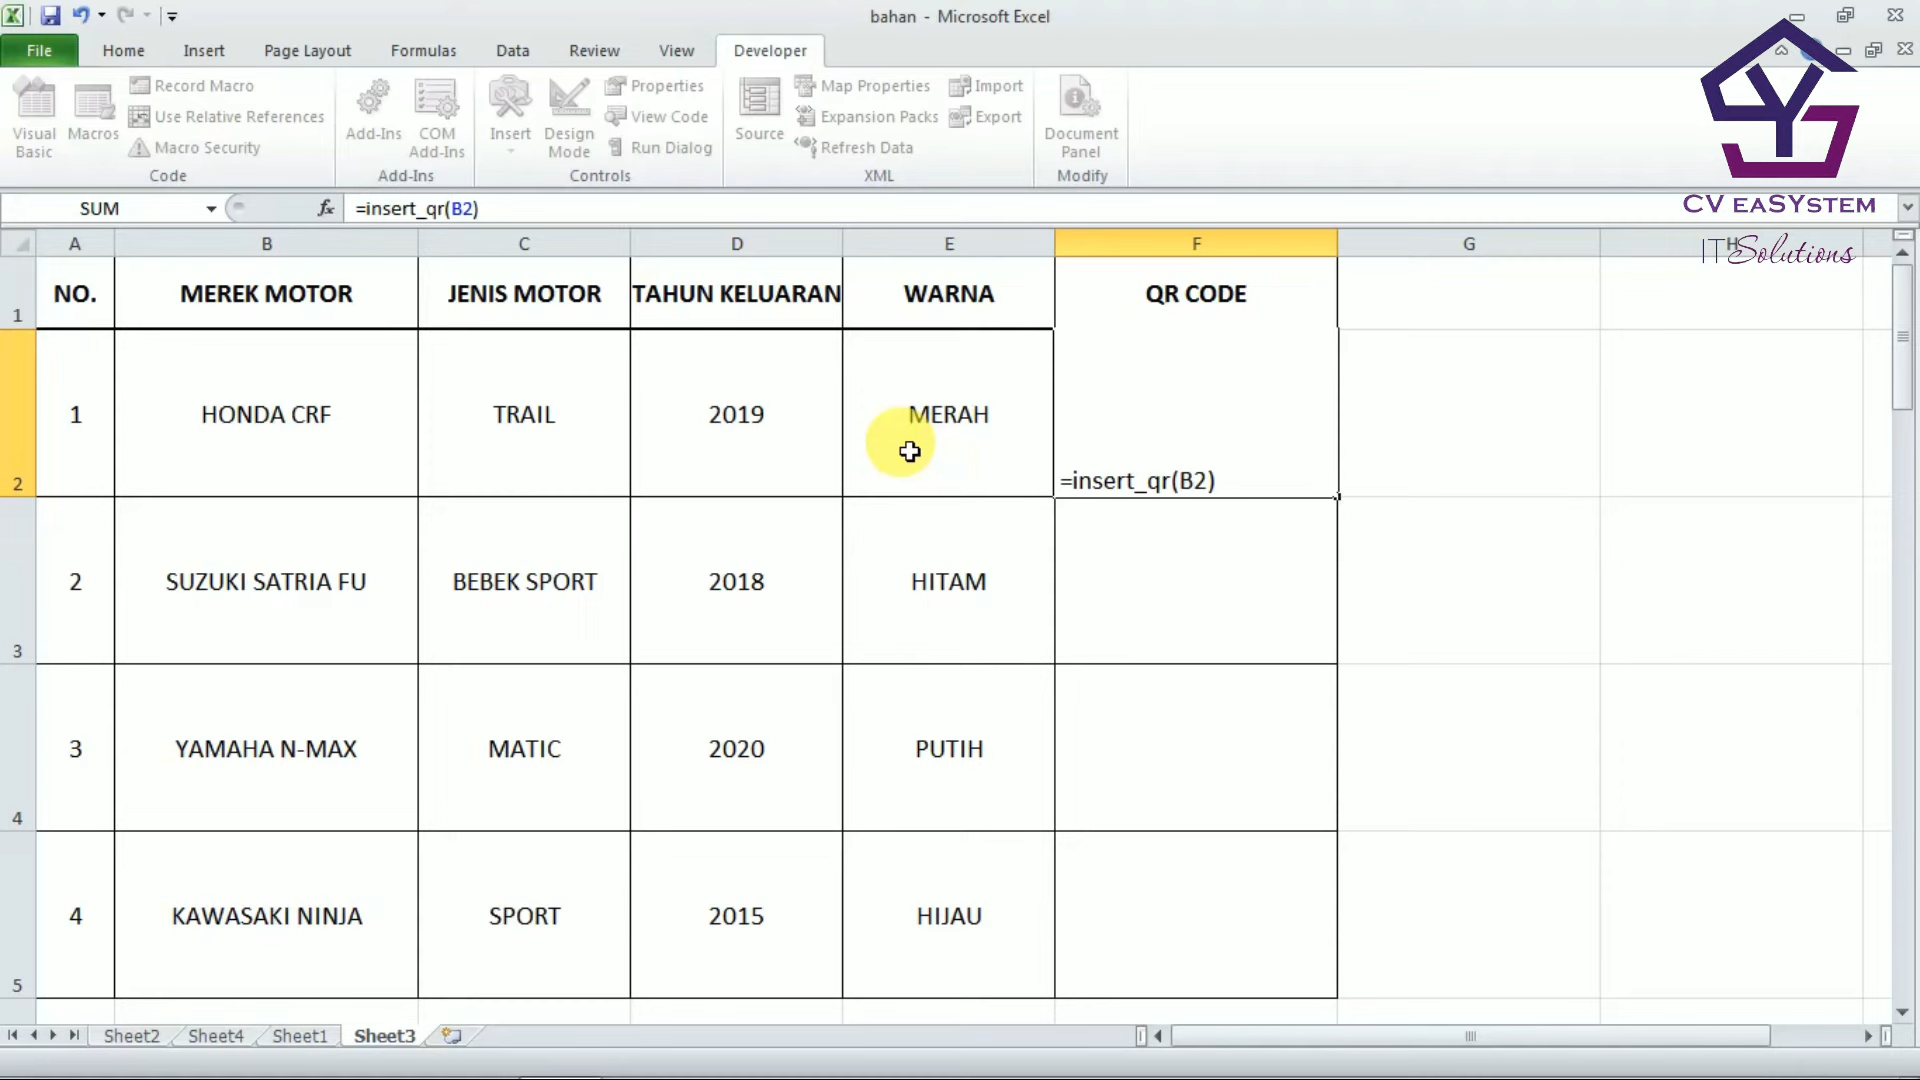 bahan - Microsoft Excel
File Home Insert Page Layout Formulas Data Review View Developer
Visual Basic
Macros
Record Macro
Use Relative References
Macro Security
Code
Add-Ins
COM Add-Ins
Add-Ins
Insert
Design Mode
Properties
View Code
Run Dialog
Controls
Source
Map Properties
Expansion Packs
Refresh Data
Import
Export
XML
Document Panel
Modify
CV EASYSTEM
IT Solutions
SUM fx =insert_qr(B2)
A B C D E F G H
1 NO. MEREK MOTOR JENIS MOTOR TAHUN KELUARAN WARNA QR CODE
2 1 HONDA CRF TRAIL 2019 MERAH =insert_qr(B2)
3 2 SUZUKI SATRIA FU BEBEK SPORT 2018 HITAM
4 3 YAMAHA N-MAX MATIC 2020 PUTIH
5 4 KAWASAKI NINJA SPORT 2015 HIJAU
Sheet2 Sheet4 Sheet1 Sheet3